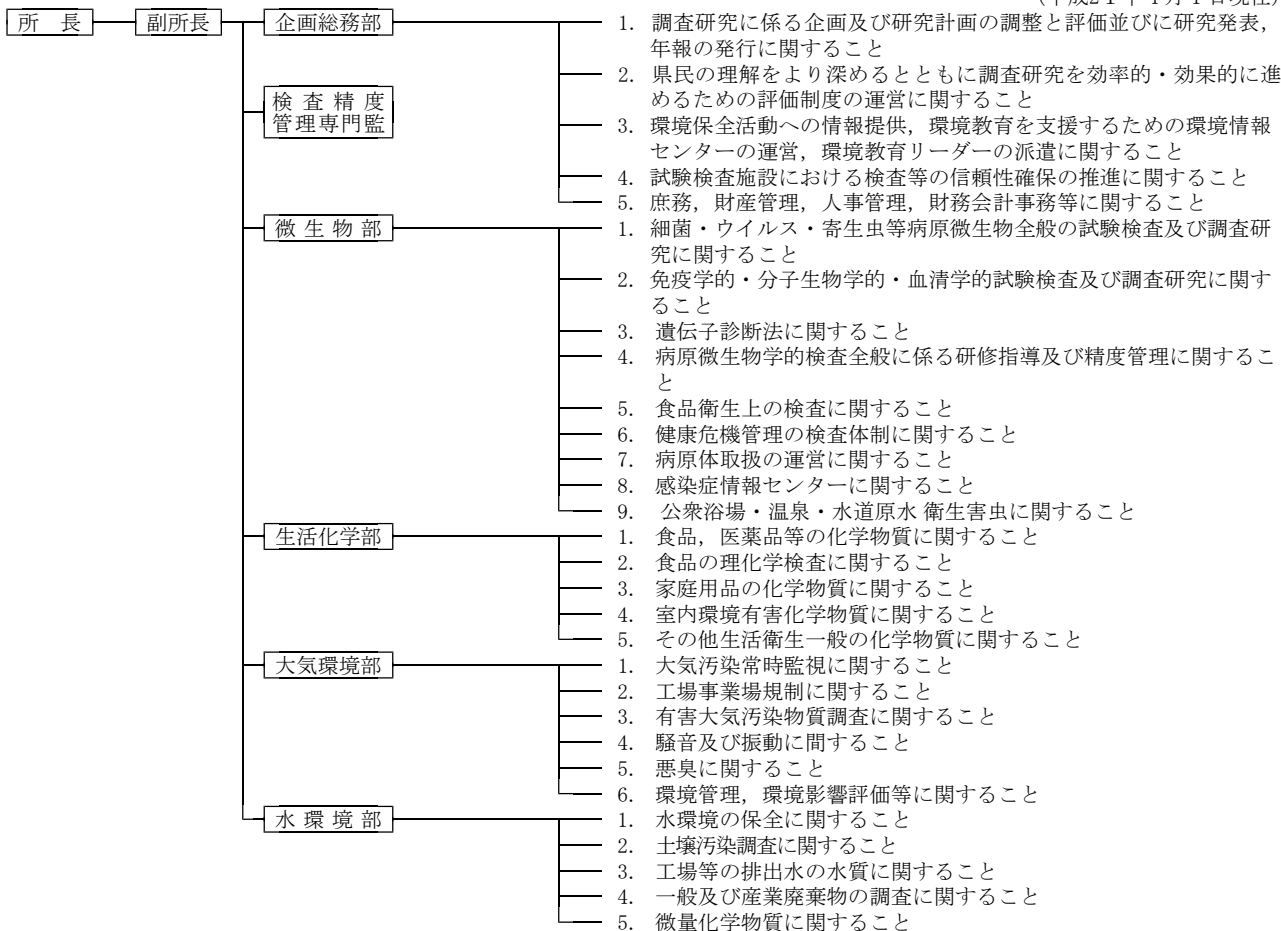 (平成21年4月1日現在)
所 長
副所長
企画総務部
1. 調査研究に係る企画及び研究計画の調整と評価並びに研究発表，
年報の発行に関すること
2. 県民の理解をより深めるとともに調査研究を効率的・効果的に進
めるための評価制度の運営に関すること
3. 環境保全活動への情報提供，環境教育を支援するための環境情報
センターの運営，環境教育リーダーの派遣に関すること
4. 試験検査施設における検査等の信頼性確保の推進に関すること
5. 庶務，財産管理，人事管理，財務会計事務等に関すること
検 査 精 度
管理専門監
微 生 物 部
1. 細菌・ウイルス・寄生虫等病原微生物全般の試験検査及び調査研
究に関すること
2. 免疫学的・分子生物学的・血清学的試験検査及び調査研究に関す
ること
3. 遺伝子診断法に関すること
4. 病原微生物学的検査全般に係る研修指導及び精度管理に関するこ
と
5. 食品衛生上の検査に関すること
6. 健康危機管理の検査体制に関すること
7. 病原体取扱の運営に関すること
8. 感染症情報センターに関すること
9. 公衆浴場・温泉・水道原水 衛生害虫に関すること
生活化学部
1. 食品，医薬品等の化学物質に関すること
2. 食品の理化学検査に関すること
3. 家庭用品の化学物質に関すること
4. 室内環境有害化学物質に関すること
5. その他生活衛生一般の化学物質に関すること
大気環境部
1. 大気汚染常時監視に関すること
2. 工場事業場規制に関すること
3. 有害大気汚染物質調査に関すること
4. 騒音及び振動に間すること
5. 悪臭に関すること
6. 環境管理，環境影響評価等に関すること
水 環 境 部
1. 水環境の保全に関すること
2. 土壌汚染調査に関すること
3. 工場等の排出水の水質に関すること
4. 一般及び産業廃棄物の調査に関すること
5. 微量化学物質に関すること